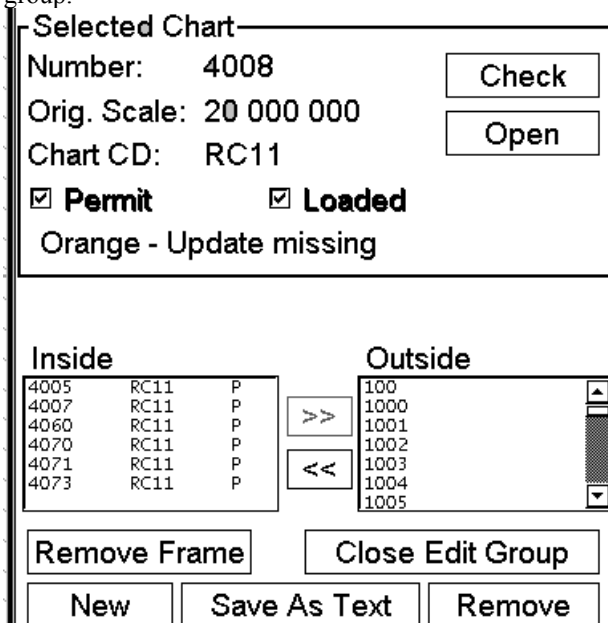 group.
Selected Chart
Number: 4008
Check
Orig. Scale: 20 000 000
Open
Chart CD: RC11
Permit Loaded
Orange - Update missing
Inside Outside
4005 RC11 P
4007 RC11 P
4060 RC11 P
4070 RC11 P
4071 RC11 P
4073 RC11 P
>>
<<
100
1000
1001
1002
1003
1004
1005
Remove Frame Close Edit Group
New Save As Text Remove